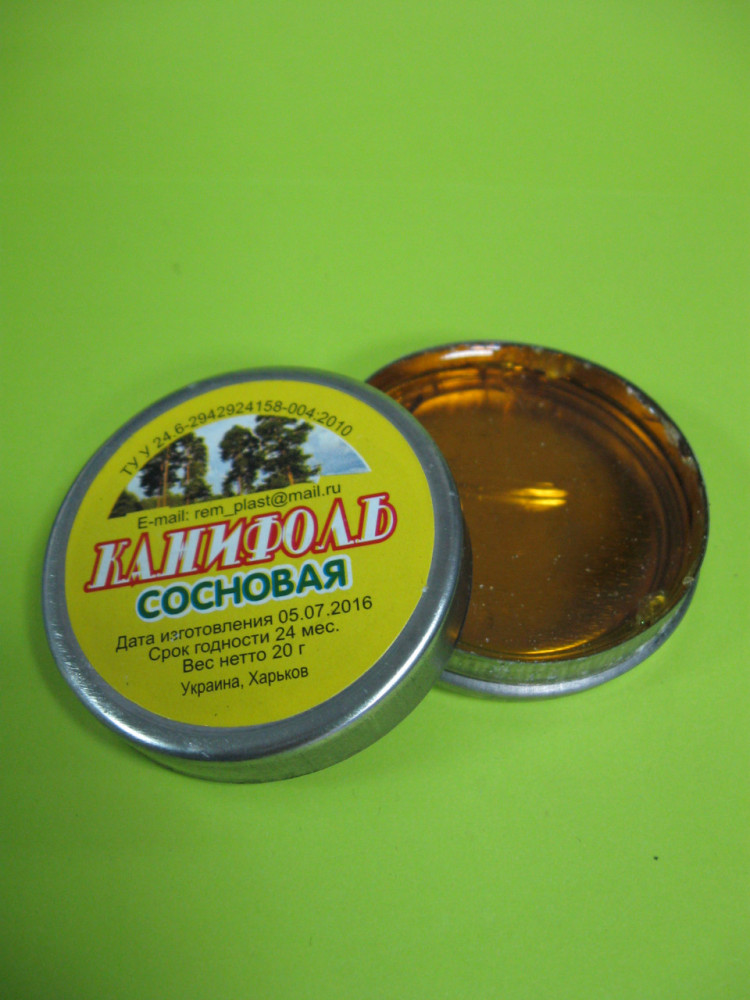 ТУ У 24.6-2942924158-004:2010
E-mail: rem_plast@mail.ru
КАНИФОЛЬ
СОСНОВАЯ
Дата изготовления 05.07.2016
Срок годности 24 мес.
Вес нетто 20 г
Украина, Харьков